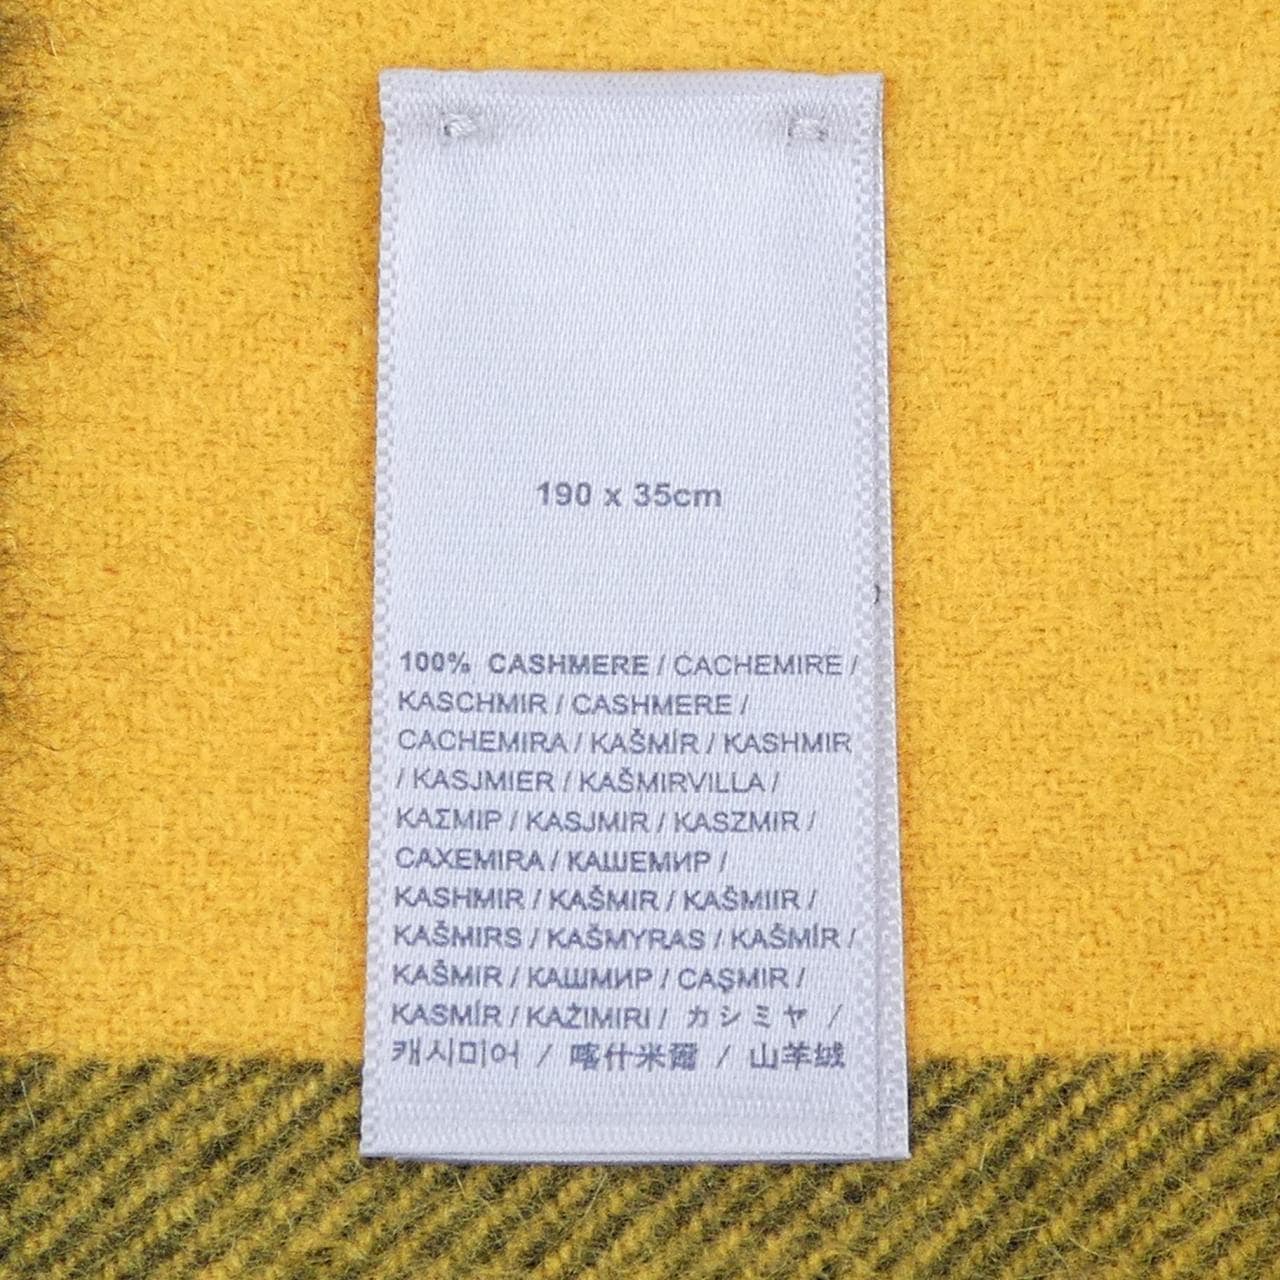 190 x 35cm
100% CASHMERE / CACHEMIRE /
KASCHMIR / CASHMERE /
CACHEMIRA / KAŠMÍR / KASHMIR
/ KASJMIER / KAŠMIRVILLA /
ΚΑΣΜΙΡ / KASJMIR / KASZMIR /
CAXEMIRA / КАШЕМИР /
KASHMIR / KAŠMIR / KAŠMIIR /
KAŠMIRS / KAŠMYRAS / KAŠMÍR /
KAŠMIR / КАШМИР / CAŞMIR /
KASMÍR / KAŻIMIRI / カシミヤ /
캐시미어 / 喀什米爾 / 山羊绒